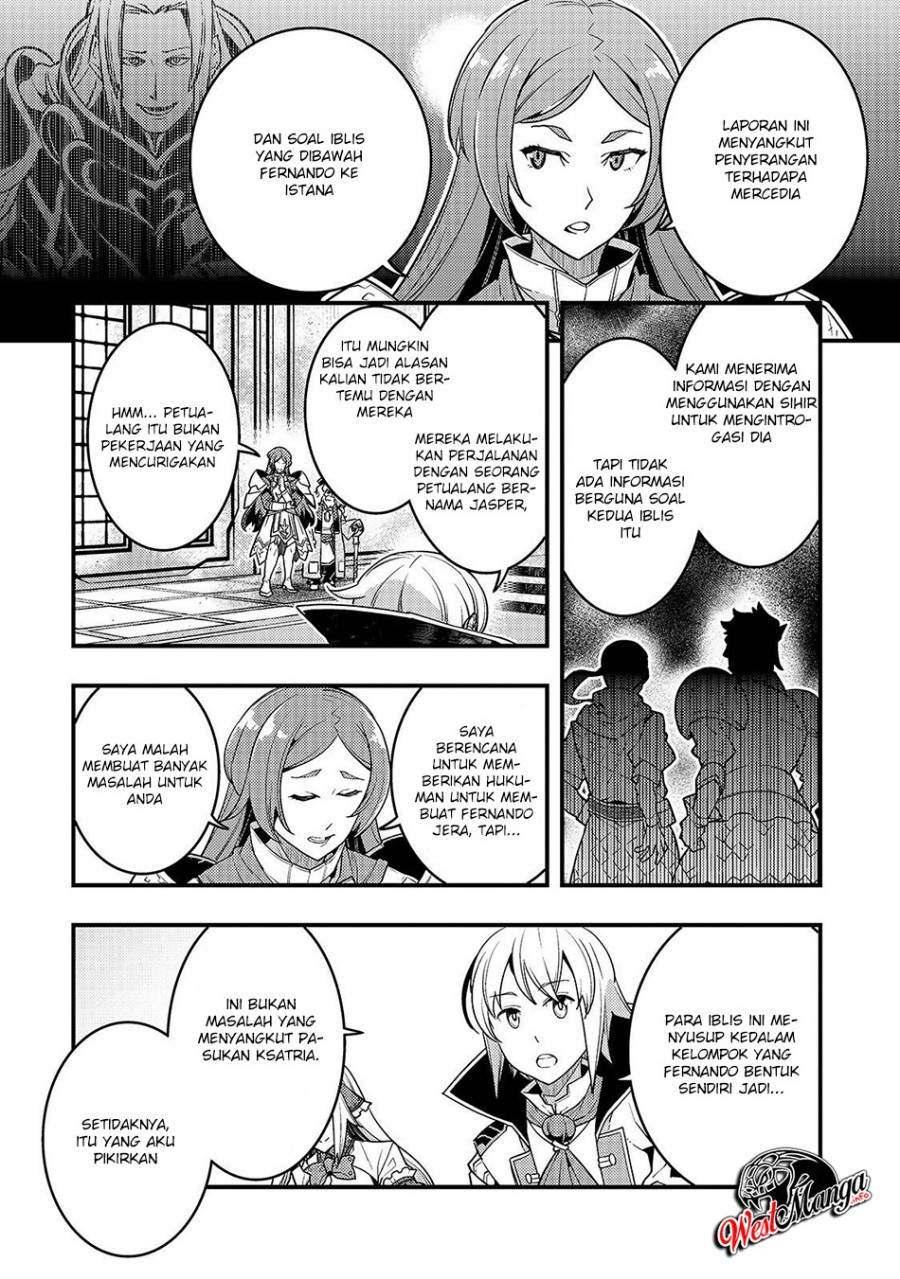 LAPORAN INI
MENYANGKUT
PENYERANGAN
TERHADAPA
MERCEDIA
DAN SOAL IBLIS
YANG DIBAWAH
FERNANDO KE
ISTANA
KAMI MENERIMA
INFORMASI DENGAN
MENGGUNAKAN SIHIR
UNTUK MENGINTRO-
GASI DIA
TAPI TIDAK
ADA INFORMASI
BERGUNA SOAL
KEDUA IBLIS
ITU
ITU MUNGKIN
BISA JADI ALASAN
KALIAN TIDAK BER-
TEMU DENGAN
MEREKA
MEREKA MELAKU-
KAN PERJALANAN
DENGAN SEORANG
PETUALANG BER-
NAMA JASPER,
HMM... PETUA-
LANG ITU BUKAN
PEKERJAAN YANG
MENCURIGAKAN
SAYA
BERENCANA
UNTUK MEM-
BERIKAN HUKU-
MAN UNTUK MEM-
BUAT FERNANDO
JERA, TAPI...
SAYA MALAH
MEMBUAT BANYAK
MASALAH UNTUK
ANDA
PARA IBLIS INI ME-
NYUSUP KEDALAM
KELOMPOK YANG
FERNANDO BENTUK
SENDIRI JADI...
INI BUKAN
MASALAH YANG
MENYANGKUT PA-
SUKAN KSATRIA.
SETIDAKNYA,
ITU YANG AKU
PIKIRKAN
WestManga
.info